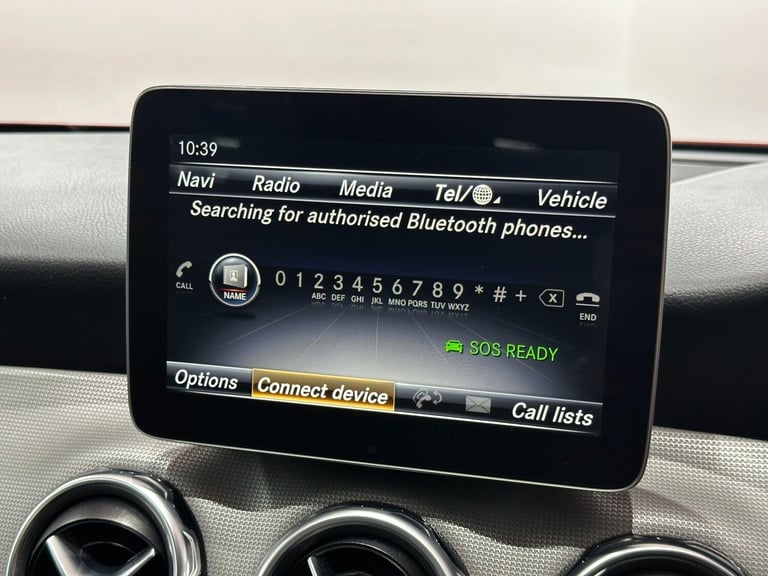 10:39
Navi Radio Media Tel/ Vehicle
Searching for authorised Bluetooth phones...
CALL NAME 0 1 2 3 4 5 6 7 8 9 * # + X END
ABC DEF GHI JKL MNO PQRS TUV WXYZ
SOS READY
Options Connect device Call lists